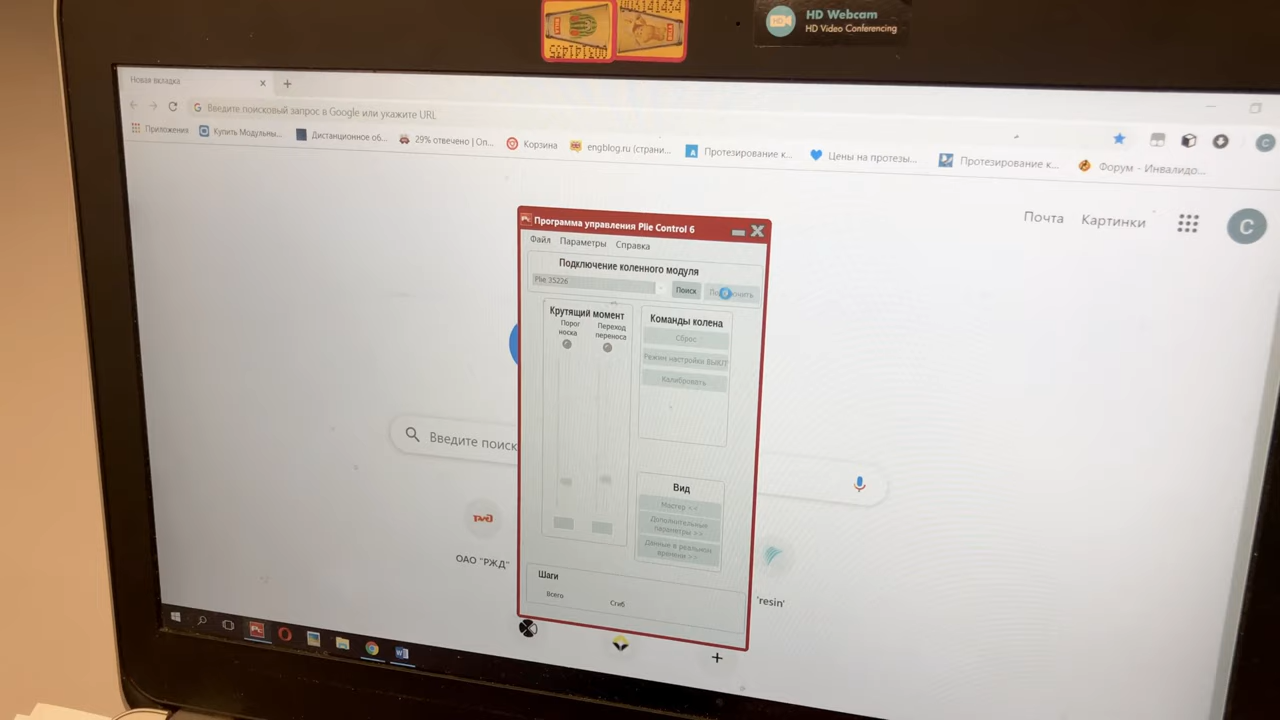 003141434
003141435
HD Webcam
HD Video Conferencing
Новая вкладка
Введите поисковый запрос в Google или укажите URL
Приложения
Купить Модульны...
Дистанционное об...
29% отвечено | Оп...
Корзина
engblog.ru (страни...
Протезирование к...
Цены на протезы...
Протезирование к...
Форум - Инвалидо...
Почта
Картинки
С
Программа управления Plie Control 6
Файл Параметры Справка
Подключение коленного модуля
Plie 25226
Поиск
Крутящий момент
Порог носка
Переход переноса
Команды колена
Сброс
Режим настройки ВЫКЛ
Калибровать
Вид
Мастер <<
Дополнительные параметры >>
Данные в реальном времени >>
Шаги
Всего
Сгиб
Введите поиск
ржд
ОАО "РЖД"
'resin'